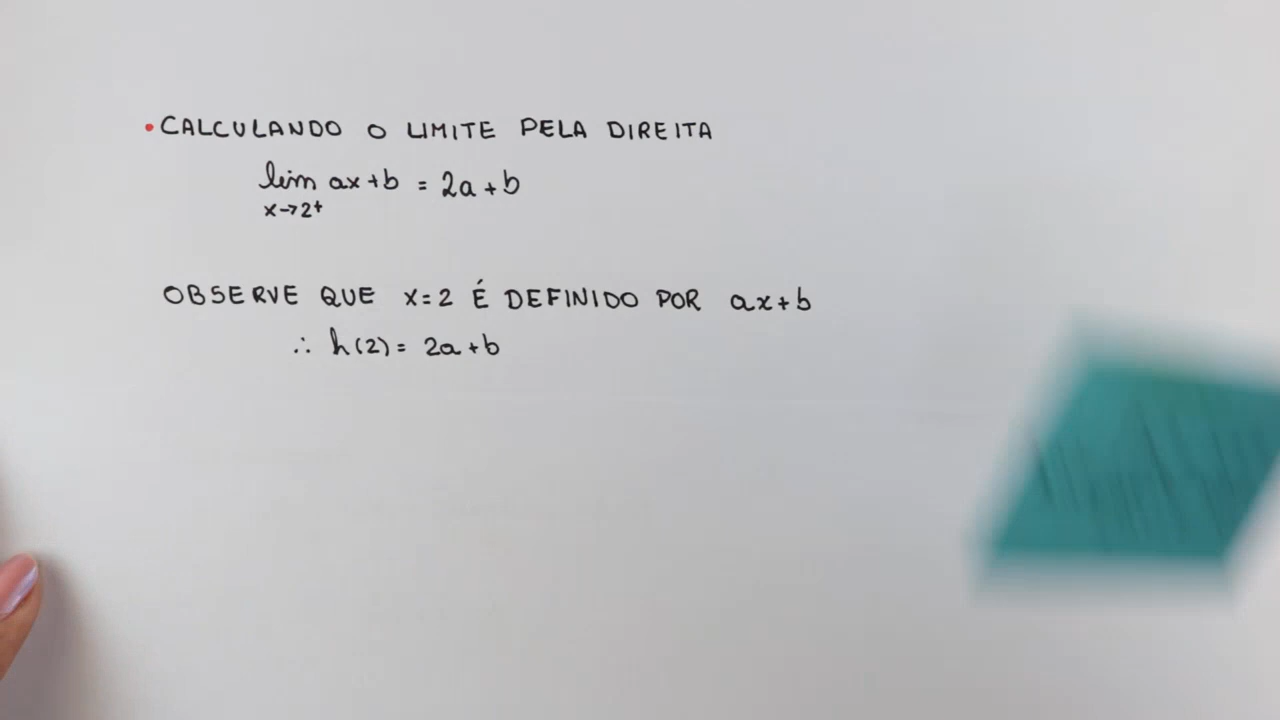 • CALCULANDO O LIMITE PELA DIREITA
lim ax+b = 2a+b
x→2+
OBSERVE QUE x=2 É DEFINIDO POR ax+b
∴ h(2) = 2a+b